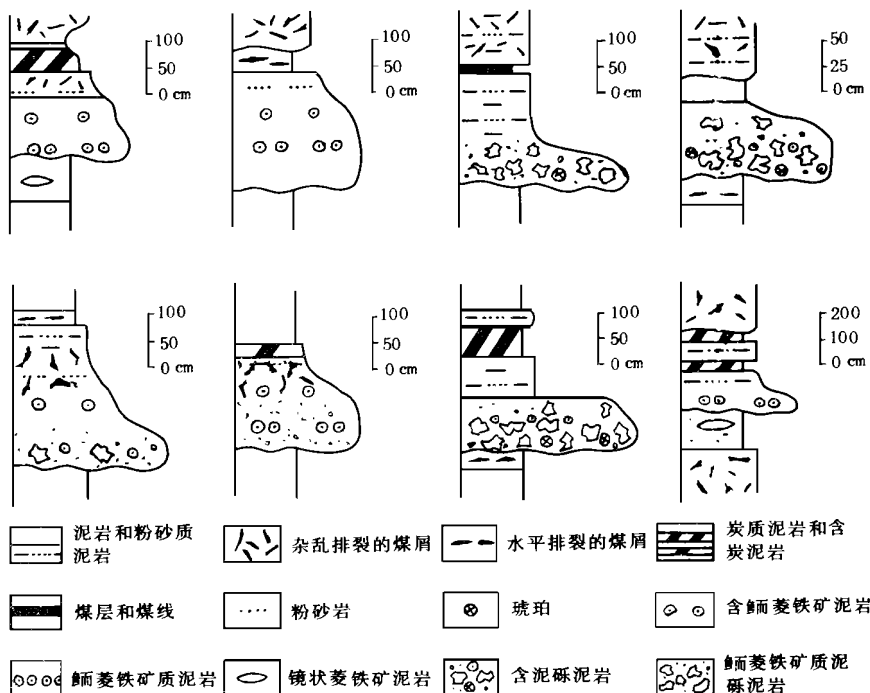 100
50
0 cm
100
50
0 cm
100
50
0 cm
50
25
0 cm
100
50
0 cm
100
50
0 cm
100
50
0 cm
200
100
0 cm
泥岩和粉砂质
泥岩
杂乱排裂的煤屑
水平排裂的煤屑
炭质泥岩和含
炭泥岩
煤层和煤线
粉砂岩
琥珀
含鲕菱铁矿泥岩
鲕菱铁矿质泥岩
镜状菱铁矿泥岩
含泥砾泥岩
鲕菱铁矿质泥
砾泥岩